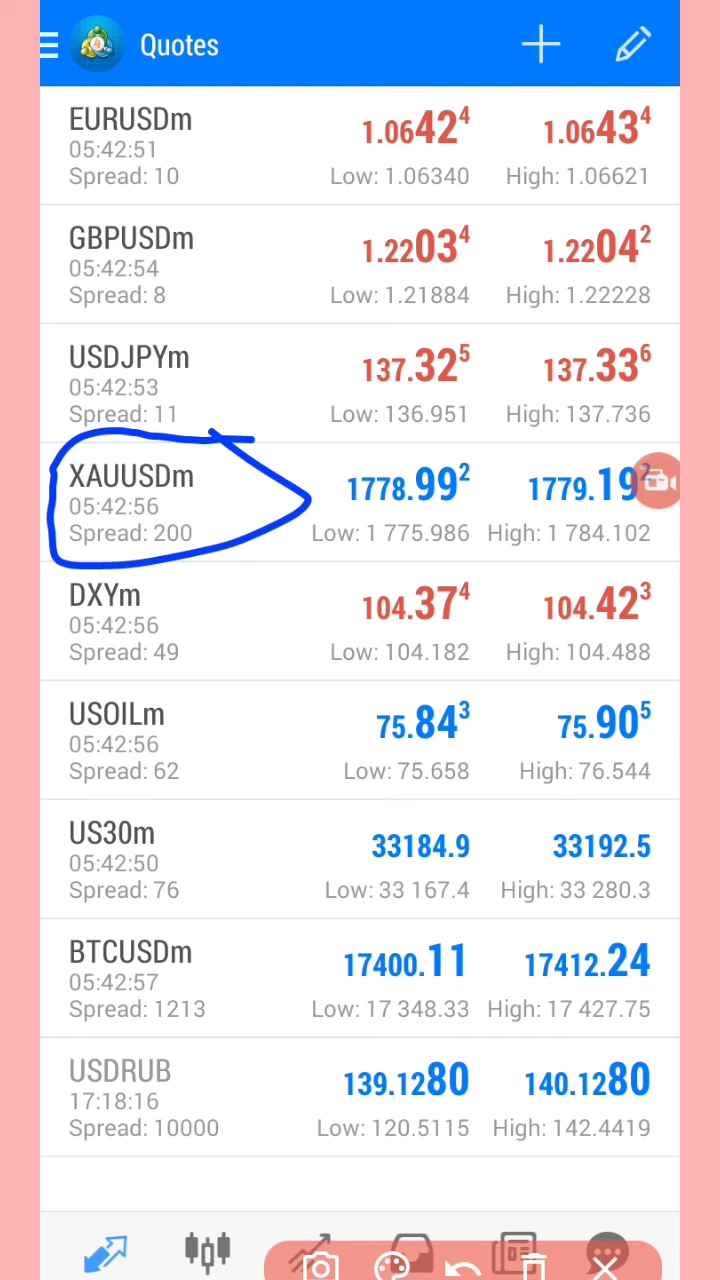 Quotes
EURUSDm 1.06424 1.06434
05:42:51
Spread: 10 Low: 1.06340 High: 1.06621
GBPUSDm 1.22034 1.22042
05:42:54
Spread: 8 Low: 1.21884 High: 1.22228
USDJPYm 137.325 137.336
05:42:53
Spread: 11 Low: 136.951 High: 137.736
XAUUSDm 1778.992 1779.192
05:42:56
Spread: 200 Low: 1 775.986 High: 1 784.102
DXYm 104.374 104.423
05:42:56
Spread: 49 Low: 104.182 High: 104.488
USOILm 75.843 75.905
05:42:56
Spread: 62 Low: 75.658 High: 76.544
US30m 33184.9 33192.5
05:42:50
Spread: 76 Low: 33 167.4 High: 33 280.3
BTCUSDm 17400.11 17412.24
05:42:57
Spread: 1213 Low: 17 348.33 High: 17 427.75
USDRUB 139.1280 140.1280
17:18:16
Spread: 10000 Low: 120.5115 High: 142.4419